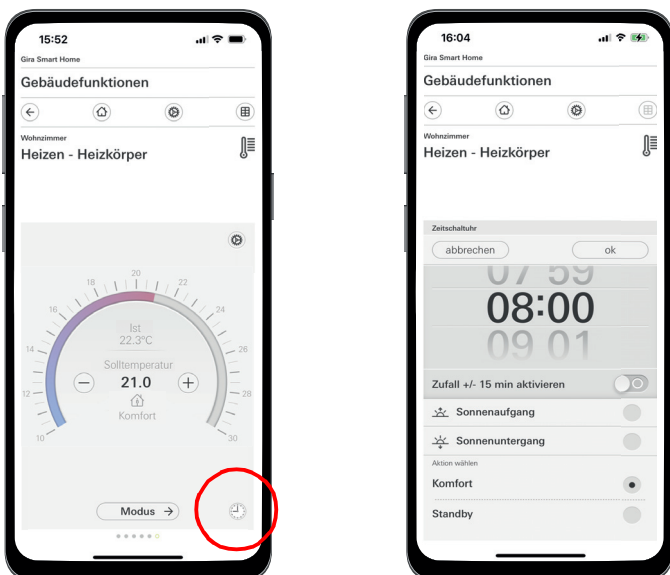 15:52
Gira Smart Home
Gebäudefunktionen
Wohnzimmer
Heizen - Heizkörper
10
12
14
16
18
20
22
24
26
28
30
Ist
22.3°C
Solltemperatur
21.0
Komfort
Modus
16:04
Gira Smart Home
Gebäudefunktionen
Wohnzimmer
Heizen - Heizkörper
Zeitschaltuhr
abbrechen ok
07 59
08:00
09 01
Zufall +/- 15 min aktivieren
Sonnenaufgang
Sonnenuntergang
Aktion wählen
Komfort
Standby